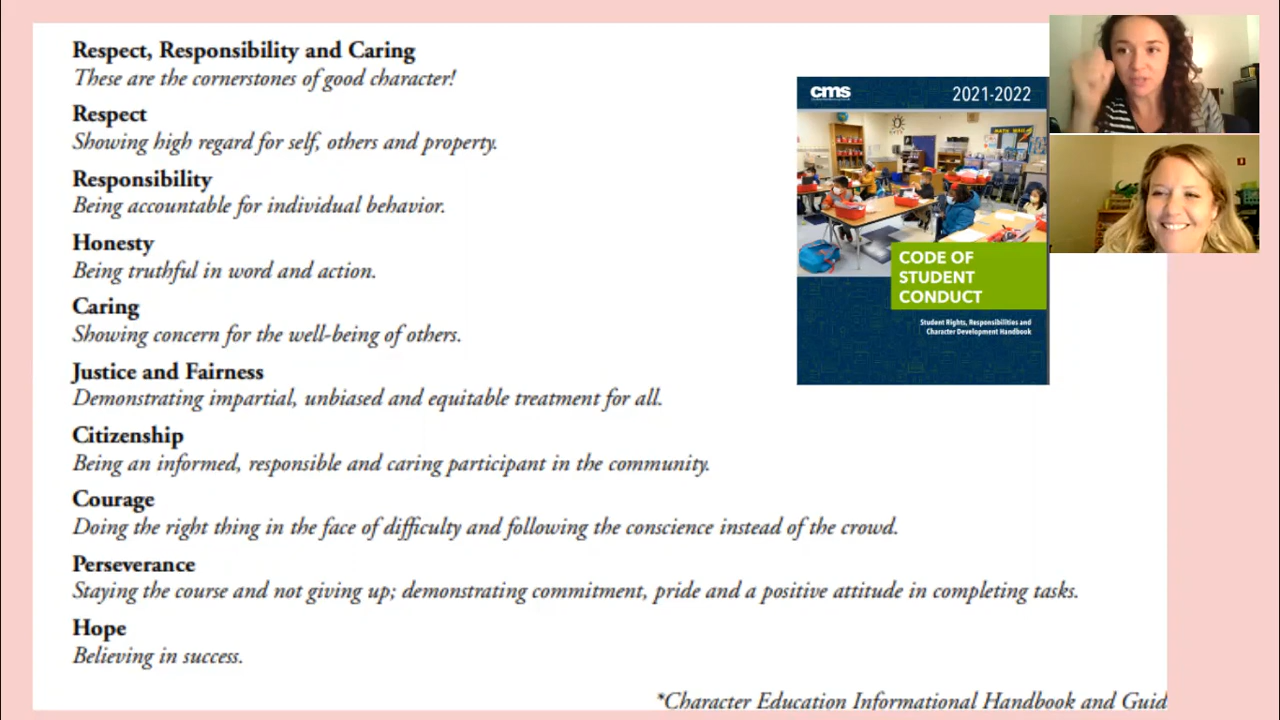 Respect, Responsibility and Caring
These are the cornerstones of good character!
Respect
Showing high regard for self, others and property.
Responsibility
Being accountable for individual behavior.
Honesty
Being truthful in word and action.
Caring
Showing concern for the well-being of others.
Justice and Fairness
Demonstrating impartial, unbiased and equitable treatment for all.
Citizenship
Being an informed, responsible and caring participant in the community.
Courage
Doing the right thing in the face of difficulty and following the conscience instead of the crowd.
Perseverance
Staying the course and not giving up; demonstrating commitment, pride and a positive attitude in completing tasks.
Hope
Believing in success.
*Character Education Informational Handbook and Guid
cms
2021-2022
CODE OF
STUDENT
CONDUCT
Student Rights, Responsibilities and
Character Development Handbook